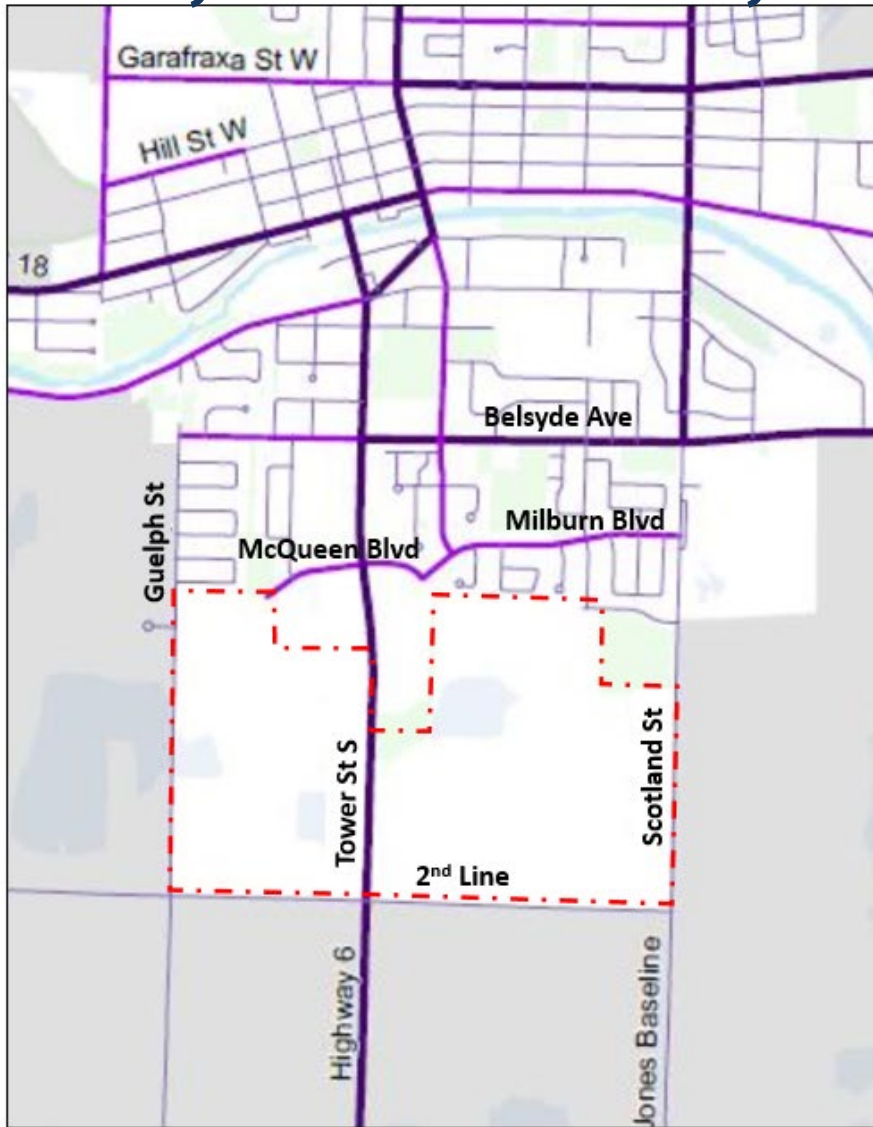 Garafraxa St W
Hill St W
18
Belsyde Ave
Guelph St
McQueen Blvd
Milburn Blvd
Tower St S
Scotland St
2nd Line
Highway 6
Jones Baseline